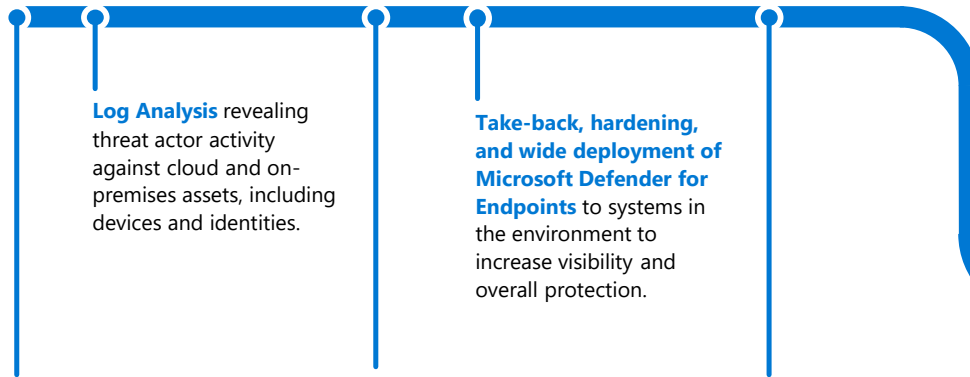 Log Analysis revealing
threat actor activity
against cloud and on-
premises assets, including
devices and identities.
Take-back, hardening,
and wide deployment of
Microsoft Defender for
Endpoints to systems in
the environment to
increase visibility and
overall protection.